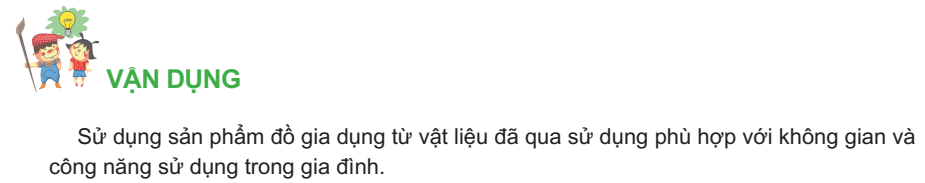 VẬN DỤNG
Sử dụng sản phẩm đồ gia dụng từ vật liệu đã qua sử dụng phù hợp với không gian và
công năng sử dụng trong gia đình.